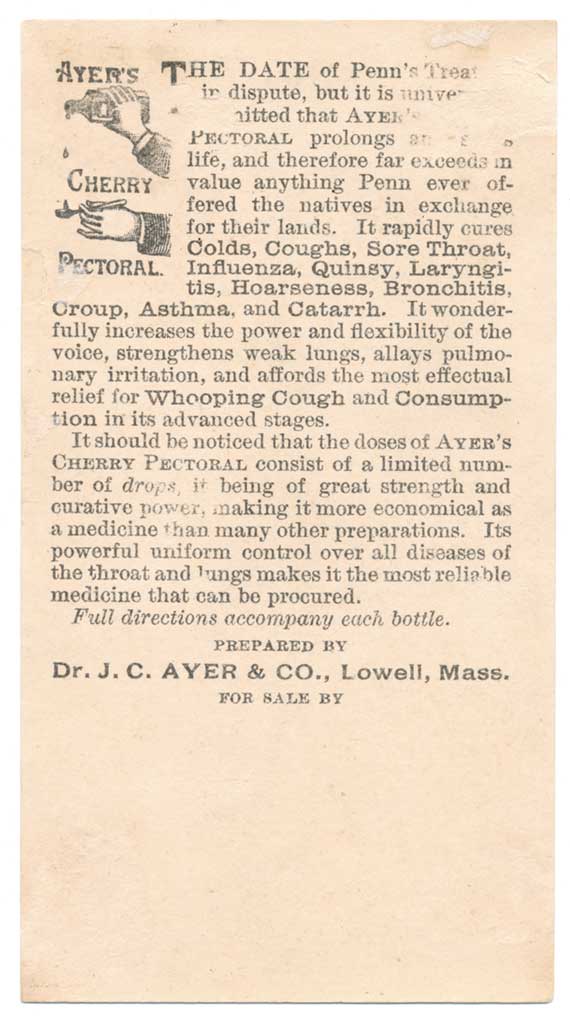 AYER'S
CHERRY
PECTORAL.
THE DATE of Penn's
in dispute, but it is
that AYER'S
PECTORAL prolongs
life, and therefore far exceeds in
value anything Penn ever of-
fered the natives in exchange
for their lands. It rapidly cures
Colds, Coughs, Sore Throat,
Influenza, Quinsy, Laryngi-
tis, Hoarseness, Bronchitis,
Croup, Asthma, and Catarrh. It wonder-
fully increases the power and flexibility of the
voice, strengthens weak lungs, allays pulmo-
nary irritation, and affords the most effectual
relief for Whooping Cough and Consump-
tion in its advanced stages.
It should be noticed that the doses of AYER'S
CHERRY PECTORAL consist of a limited num-
ber of drops, it being of great strength and
curative power, making it more economical as
a medicine than many other preparations. Its
powerful uniform control over all diseases of
the throat and lungs makes it the most reliable
medicine that can be procured.
Full directions accompany each bottle.
PREPARED BY
Dr. J. C. AYER & CO., Lowell, Mass.
FOR SALE BY